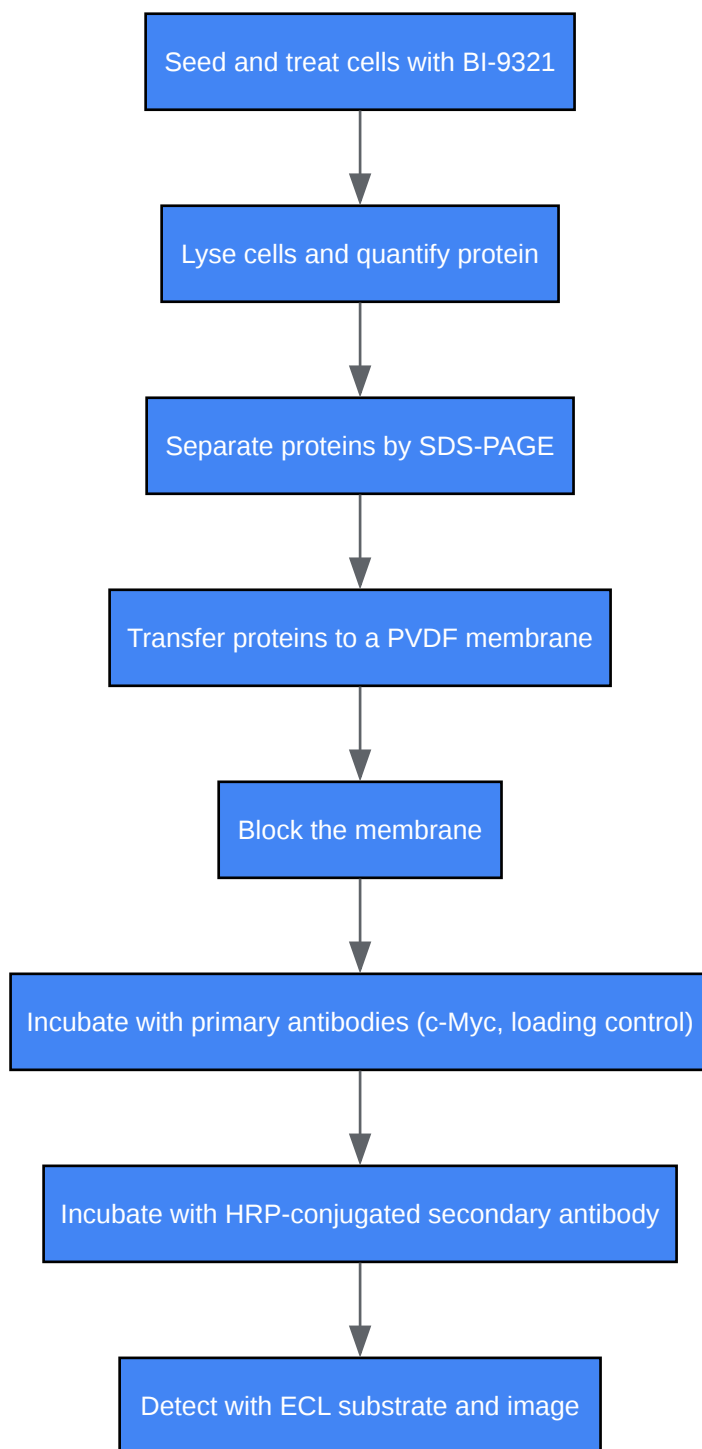 Seed and treat cells with BI-9321
Lyse cells and quantify protein
Separate proteins by SDS-PAGE
Transfer proteins to a PVDF membrane
Block the membrane
Incubate with primary antibodies (c-Myc, loading control)
Incubate with HRP-conjugated secondary antibody
Detect with ECL substrate and image